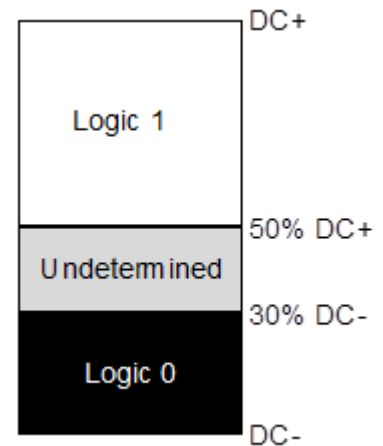 DC+
Logic 1
50% DC+
Undetermined
30% DC-
Logic 0
DC-